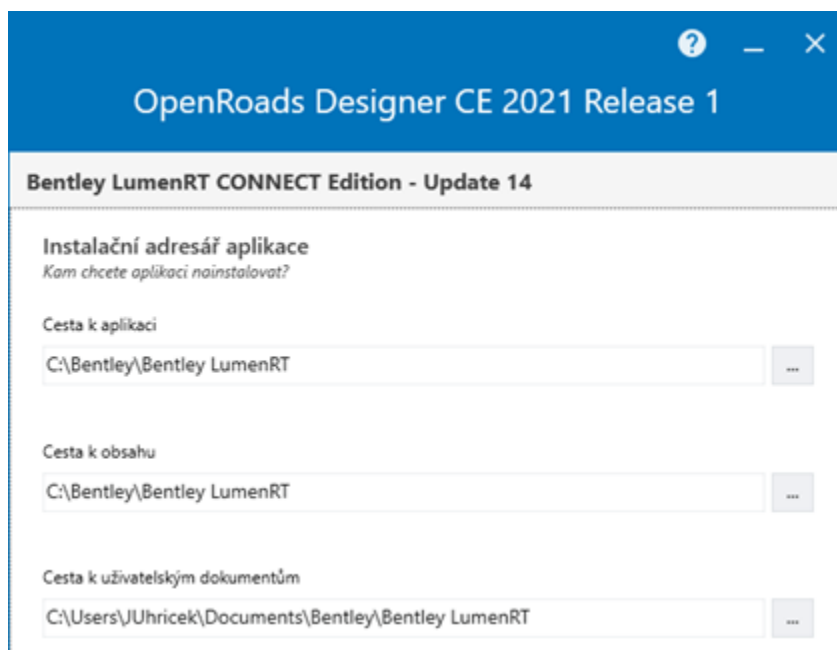 OpenRoads Designer CE 2021 Release 1
Bentley LumenRT CONNECT Edition - Update 14
Instalační adresář aplikace
Kam chcete aplikaci nainstalovat?
Cesta k aplikaci
C:\Bentley\Bentley LumenRT
...
Cesta k obsahu
C:\Bentley\Bentley LumenRT
...
Cesta k uživatelským dokumentům
C:\Users\JUhricek\Documents\Bentley\Bentley LumenRT
...